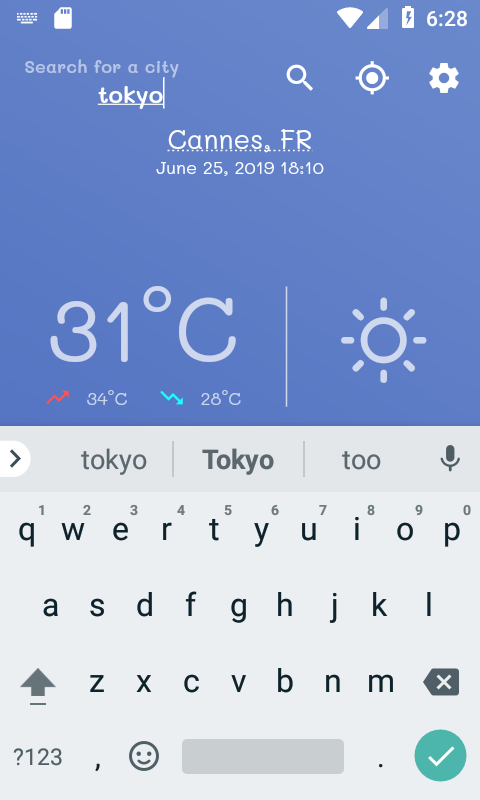 6:28
Search for a city
tokyo
Cannes, FR
June 25, 2019 18:10
31°C
34°C 28°C
tokyo Tokyo too
1 2 3 4 5 6 7 8 9 0
q w e r t y u i o p
a s d f g h j k l
z x c v b n m
?123 , .